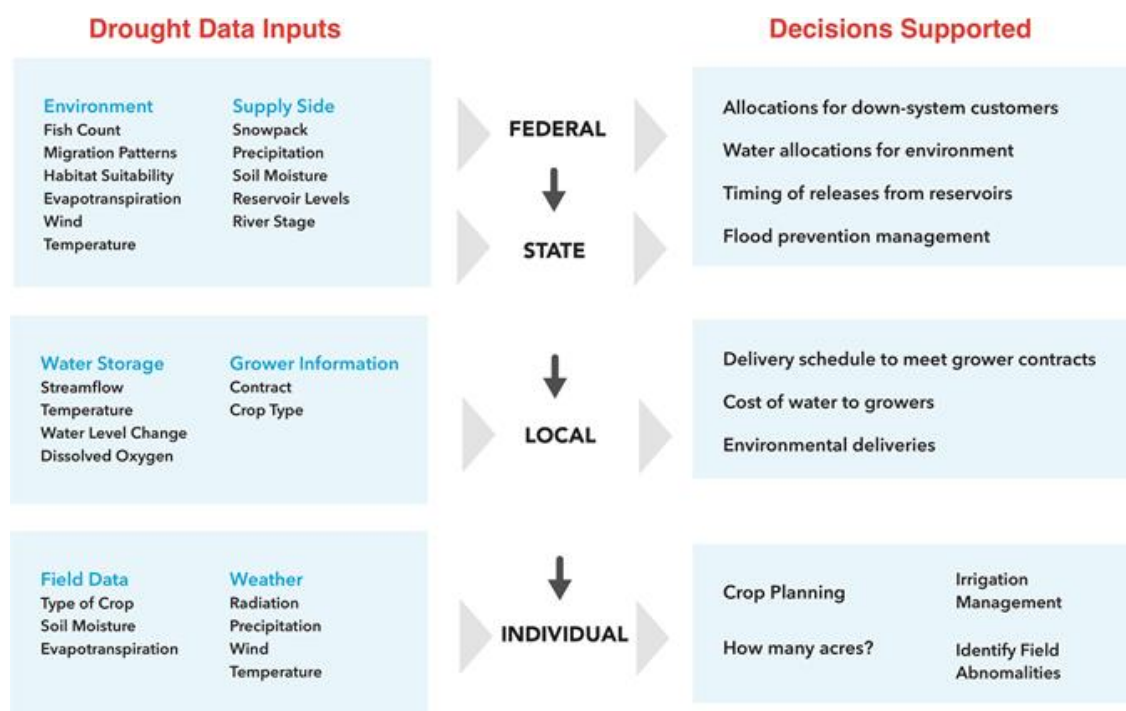 Drought Data Inputs
Decisions Supported
Environment
Fish Count
Migration Patterns
Habitat Suitability
Evapotranspiration
Wind
Temperature
Supply Side
Snowpack
Precipitation
Soil Moisture
Reservoir Levels
River Stage
FEDERAL
STATE
Allocations for down-system customers
Water allocations for environment
Timing of releases from reservoirs
Flood prevention management
Water Storage
Streamflow
Temperature
Water Level Change
Dissolved Oxygen
Grower Information
Contract
Crop Type
LOCAL
Delivery schedule to meet grower contracts
Cost of water to growers
Environmental deliveries
Field Data
Type of Crop
Soil Moisture
Evapotranspiration
Weather
Radiation
Precipitation
Wind
Temperature
INDIVIDUAL
Crop Planning
How many acres?
Irrigation
Management
Identify Field
Abnomalities